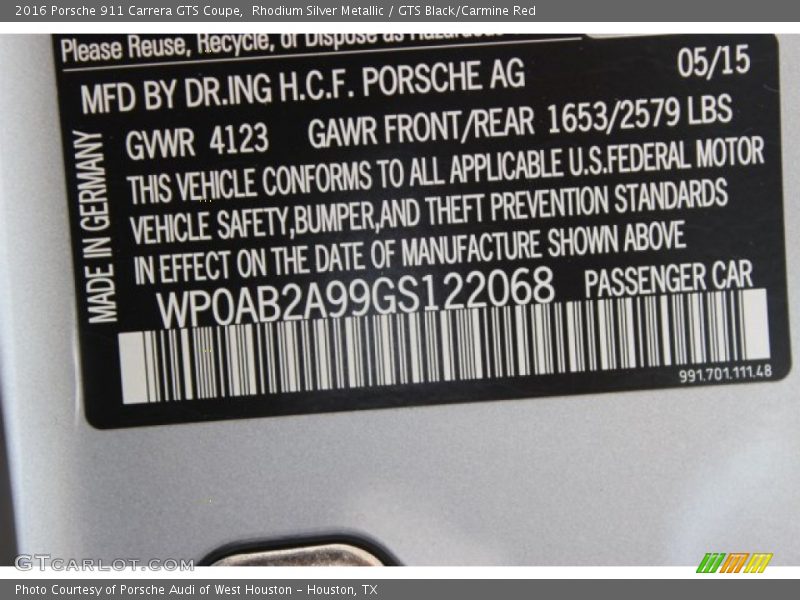 2016 Porsche 911 Carrera GTS Coupe,  Rhodium Silver Metallic / GTS Black/Carmine Red
Please Reuse, Recycle, or Dispose as Hazardous
MFD BY DR.ING H.C.F. PORSCHE AG 05/15
GVWR 4123 GAWR FRONT/REAR 1653/2579 LBS
THIS VEHICLE CONFORMS TO ALL APPLICABLE U.S.FEDERAL MOTOR
VEHICLE SAFETY,BUMPER,AND THEFT PREVENTION STANDARDS
IN EFFECT ON THE DATE OF MANUFACTURE SHOWN ABOVE
WP0AB2A99GS122068 PASSENGER CAR
MADE IN GERMANY
991.701.111.48
GTCARLOT.COM
Photo Courtesy of Porsche Audi of West Houston – Houston, TX